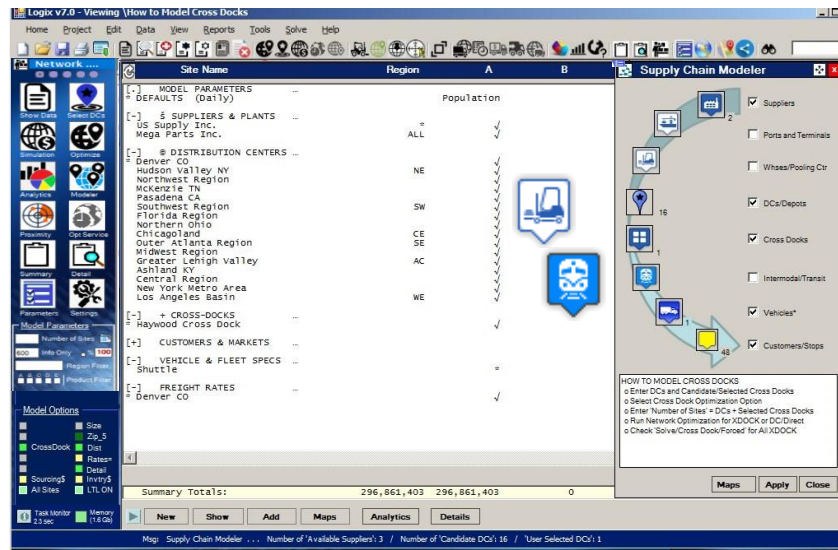 Logix v7.0 - Viewing \How to Model Cross Docks
Home Project Edit Data View Reports Tools Solve Help
Network ....
Show Data Select DCs
Simulation Optimize
Analytics Modeler
Proximity Opt Service
Summary Detail
Parameters Settings
Model Parameters
Number of Sites
600 Info Only % 100
Region Filter
A B C D E Product Filter
Model Options
Size
Zip_5
CrossDock Dist
Rates=
Detail
Sourcing$ Invtry$
All Sites LTL ON
Task Monitor 2.3 sec Memory (1.6 Gb)
Site Name Region A B
[.] MODEL PARAMETERS ...
= DEFAULTS (Daily) Population
[-] š SUPPLIERS & PLANTS ...
US Supply Inc. = √
Mega Parts Inc. ALL √
[-] ® DISTRIBUTION CENTERS ...
= Denver CO √
Hudson Valley NY NE √
Northwest Region √
McKenzie TN √
Pasadena CA √
Southwest Region SW √
Florida Region √
Northern Ohio √
Chicagoland CE √
Outer Atlanta Region SE √
Midwest Region √
Greater Lehigh Valley AC √
Ashland KY √
Central Region √
New York Metro Area √
Los Angeles Basin WE √
[-] + CROSS-DOCKS ...
= Haywood Cross Dock √
[+] CUSTOMERS & MARKETS ...
[-] VEHICLE & FLEET SPECS ...
Shuttle =
[-] FREIGHT RATES ...
= Denver CO √
Summary Totals: 296,861,403 296,861,403 0
New Show Add Maps Analytics Details
Msg: Supply Chain Modeler ... Number of 'Available Suppliers': 3 / Number of 'Candidate DCs': 16 / 'User Selected DCs': 1
Supply Chain Modeler
2 Suppliers
Ports and Terminals
Whses/Pooling Ctr
16 DCs/Depots
1 Cross Docks
Intermodal/Transit
1 Vehicles*
48 Customers/Stops
HOW TO MODEL CROSS DOCKS
o Enter DCs and Candidate/Selected Cross Docks
o Select Cross Dock Optimization Option
o Enter 'Number of Sites' = DCs + Selected Cross Docks
o Run Network Optimization for XDOCK or DC/Direct
o Check 'Solve/Cross Dock/Forced' for All XDOCK
Maps Apply Close